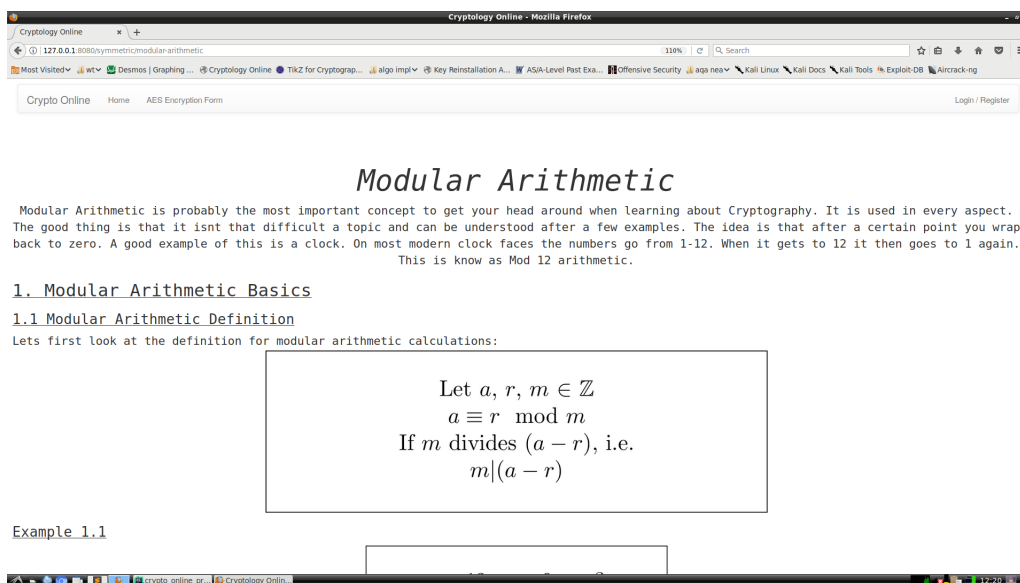 Cryptology Online - Mozilla Firefox
Cryptology Online × +
127.0.0.1:8080/symmetric/modular-arithmetic 110% Search
Most Visited wt Desmos | Graphing ... Cryptology Online TikZ for Cryptograp... algo impl Key Reinstallation A... AS/A-Level Past Exa... Offensive Security aqa nea Kali Linux Kali Docs Kali Tools Exploit-DB Aircrack-ng
Crypto Online Home AES Encryption Form Login / Register
Modular Arithmetic
Modular Arithmetic is probably the most important concept to get your head around when learning about Cryptography. It is used in every aspect.
The good thing is that it isnt that difficult a topic and can be understood after a few examples. The idea is that after a certain point you wrap
back to zero. A good example of this is a clock. On most modern clock faces the numbers go from 1-12. When it gets to 12 it then goes to 1 again.
This is know as Mod 12 arithmetic.
1. Modular Arithmetic Basics
1.1 Modular Arithmetic Definition
Lets first look at the definition for modular arithmetic calculations:
Let a, r, m ∈ ℤ
a ≡ r mod m
If m divides (a − r), i.e.
m|(a − r)
Example 1.1
crypto online pr... Cryptology Onlin... 12:20